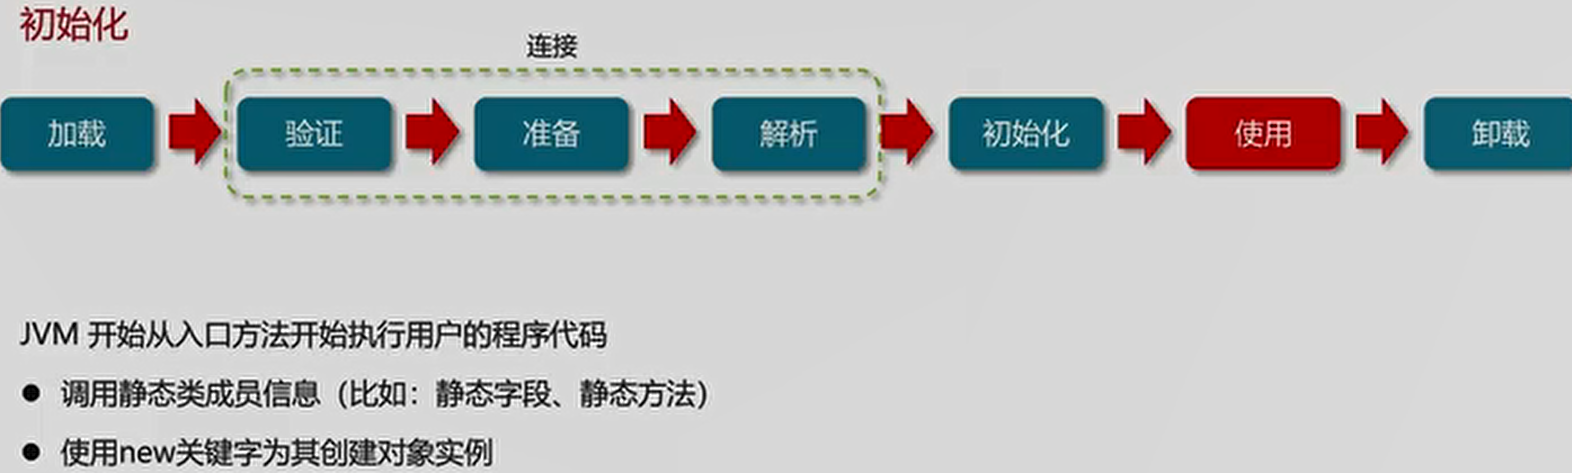 初始化
连接
加载
验证
准备
解析
初始化
使用
卸载
JVM 开始从入口方法开始执行用户的程序代码
● 调用静态类成员信息（比如：静态字段、静态方法）
● 使用new关键字为其创建对象实例